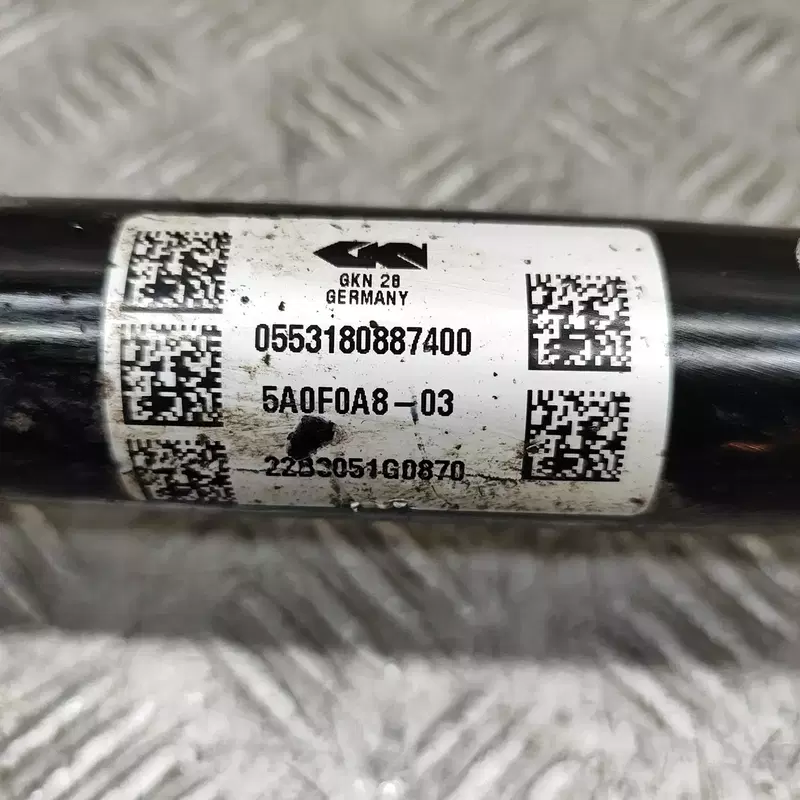 GKN
GKN 28
GERMANY
0553180887400
5A0F0A8-03
22B3051G0870